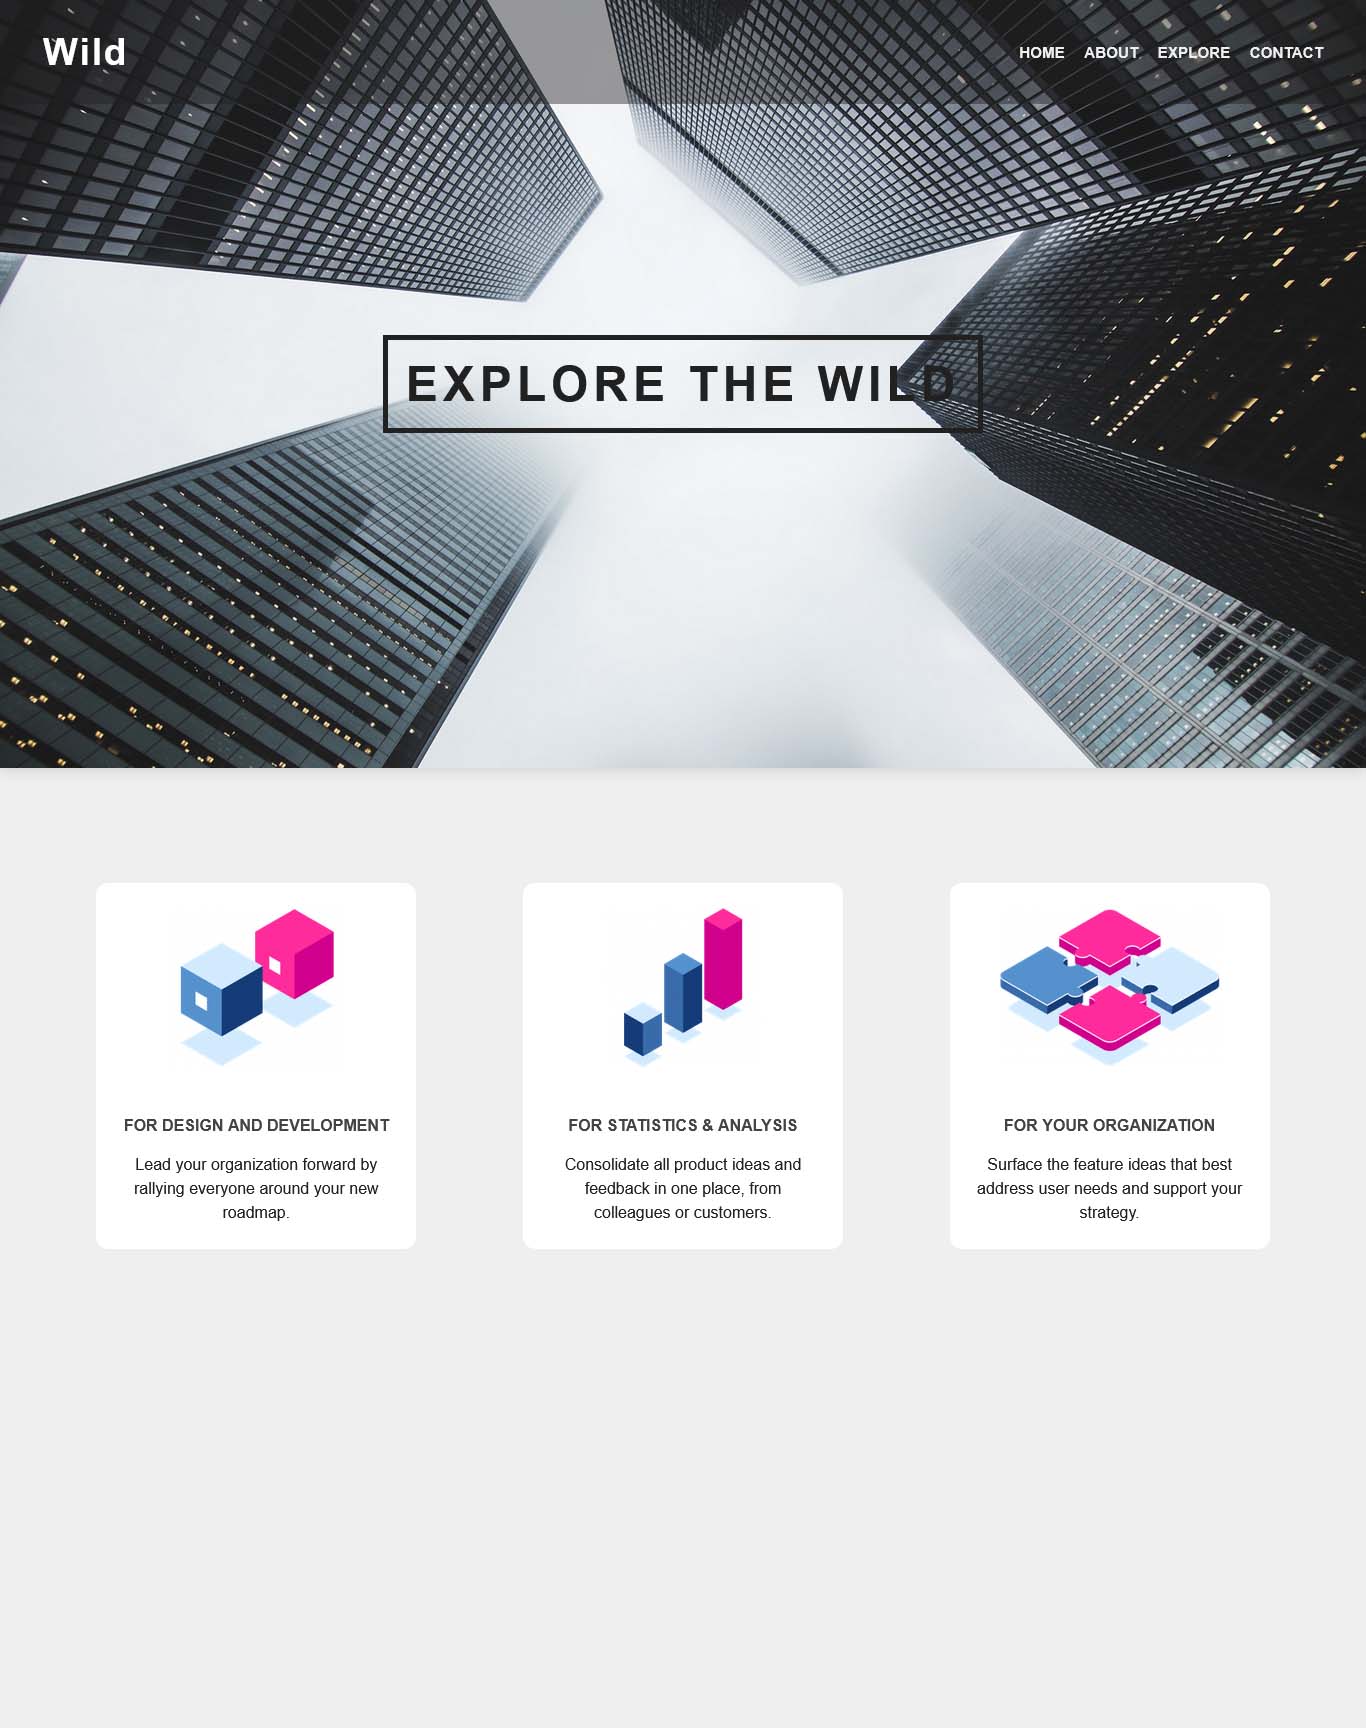 Wild
HOME ABOUT EXPLORE CONTACT
EXPLORE THE WILD
FOR DESIGN AND DEVELOPMENT
Lead your organization forward by
rallying everyone around your new
roadmap.
FOR STATISTICS & ANALYSIS
Consolidate all product ideas and
feedback in one place, from
colleagues or customers.
FOR YOUR ORGANIZATION
Surface the feature ideas that best
address user needs and support your
strategy.